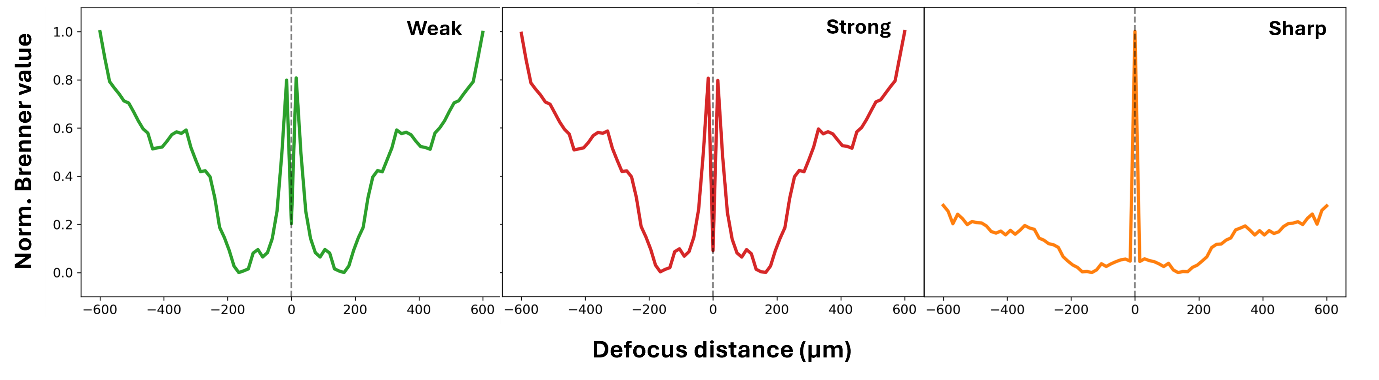 Norm. Brenner value
1.0
0.8
0.6
0.4
0.2
0.0
Weak
Strong
Sharp
−600 −400 −200 0 200 400 600
−600 −400 −200 0 200 400 600
−600 −400 −200 0 200 400 600
Defocus distance (μm)